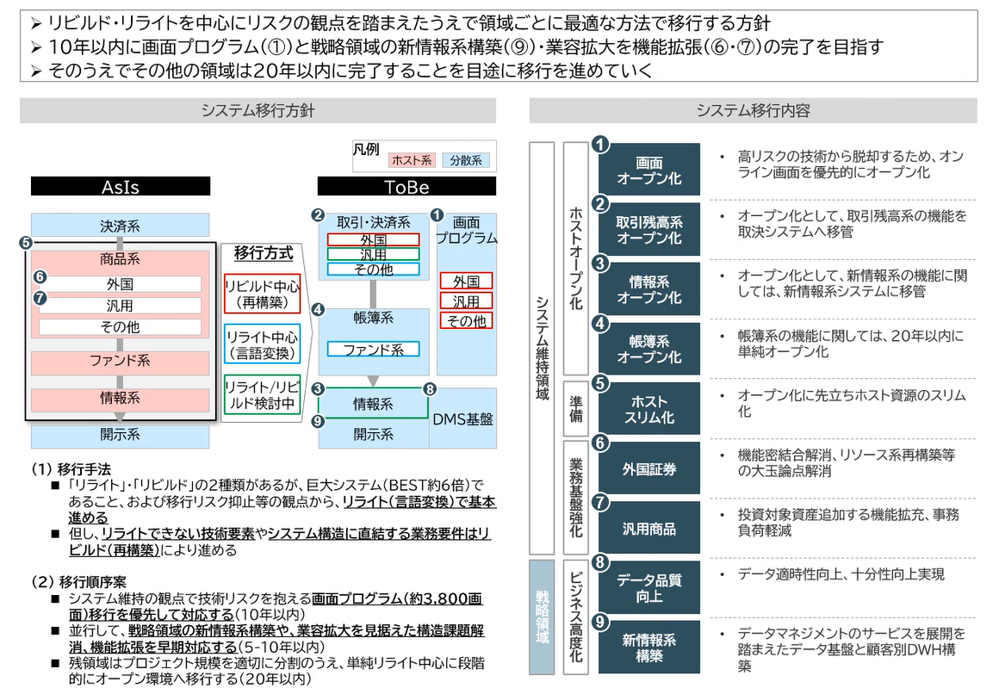 ➢ リビルド・リライトを中心にリスクの観点を踏まえたうえで領域ごとに最適な方法で移行する方針
➢ 10年以内に画面プログラム(①)と戦略領域の新情報系構築(⑨)・業容拡大を機能拡張(⑥・⑦)の完了を目指す
➢ そのうえでその他の領域は20年以内に完了することを目途に移行を進めていく
システム移行方針
凡例
ホスト系
分散系
AsIs
決済系
5
商品系
6
外国
7
汎用
その他
ファンド系
情報系
開示系
移行方式
リビルド中心
(再構築)
リライト中心
(言語変換)
リライト/リビ
ルド検討中
ToBe
2
取引・決済系
外国
汎用
その他
1
画面
プログラム
外国
汎用
その他
4
帳簿系
ファンド系
3
情報系
8
DMS基盤
9
開示系
(1) 移行手法
■ 「リライト」・「リビルド」の2種類があるが、巨大システム(BEST約6倍)で
あること、および移行リスク抑止等の観点から、リライト(言語変換)で基本
進める
■ 但し、リライトできない技術要素やシステム構造に直結する業務要件はリ
ビルド(再構築)により進める
(2) 移行順序案
■ システム維持の観点で技術リスクを抱える画面プログラム(約3,800画
面)移行を優先して対応する(10年以内)
■ 並行して、戦略領域の新情報系構築や、業容拡大を見据えた構造課題解
消、機能拡張を早期対応する(5-10年以内)
■ 残領域はプロジェクト規模を適切に分割のうえ、単純リライト中心に段階
的にオープン環境へ移行する(20年以内)
システム移行内容
システム維持領域
ホストオープン化
1
画面
オープン化
• 高リスクの技術から脱却するため、オン
ライン画面を優先的にオープン化
2
取引残高系
オープン化
• オープン化として、取引残高系の機能を
取決システムへ移管
3
情報系
オープン化
• オープン化として、新情報系の機能に関
しては、新情報系システムに移管
4
帳簿系
オープン化
• 帳簿系の機能に関しては、20年以内に
単純オープン化
準備
5
ホスト
スリム化
• オープン化に先立ちホスト資源のスリム
化
業務基盤強化
6
外国証券
• 機能密結合解消、リソース系再構築等
の大玉論点解消
7
汎用商品
• 投資対象資産追加する機能拡充、事務
負荷軽減
戦略領域
ビジネス高度化
8
データ品質
向上
• データ適時性向上、十分性向上実現
9
新情報系
構築
• データマネジメントのサービスを展開を
踏まえたデータ基盤と顧客別DWH構
築